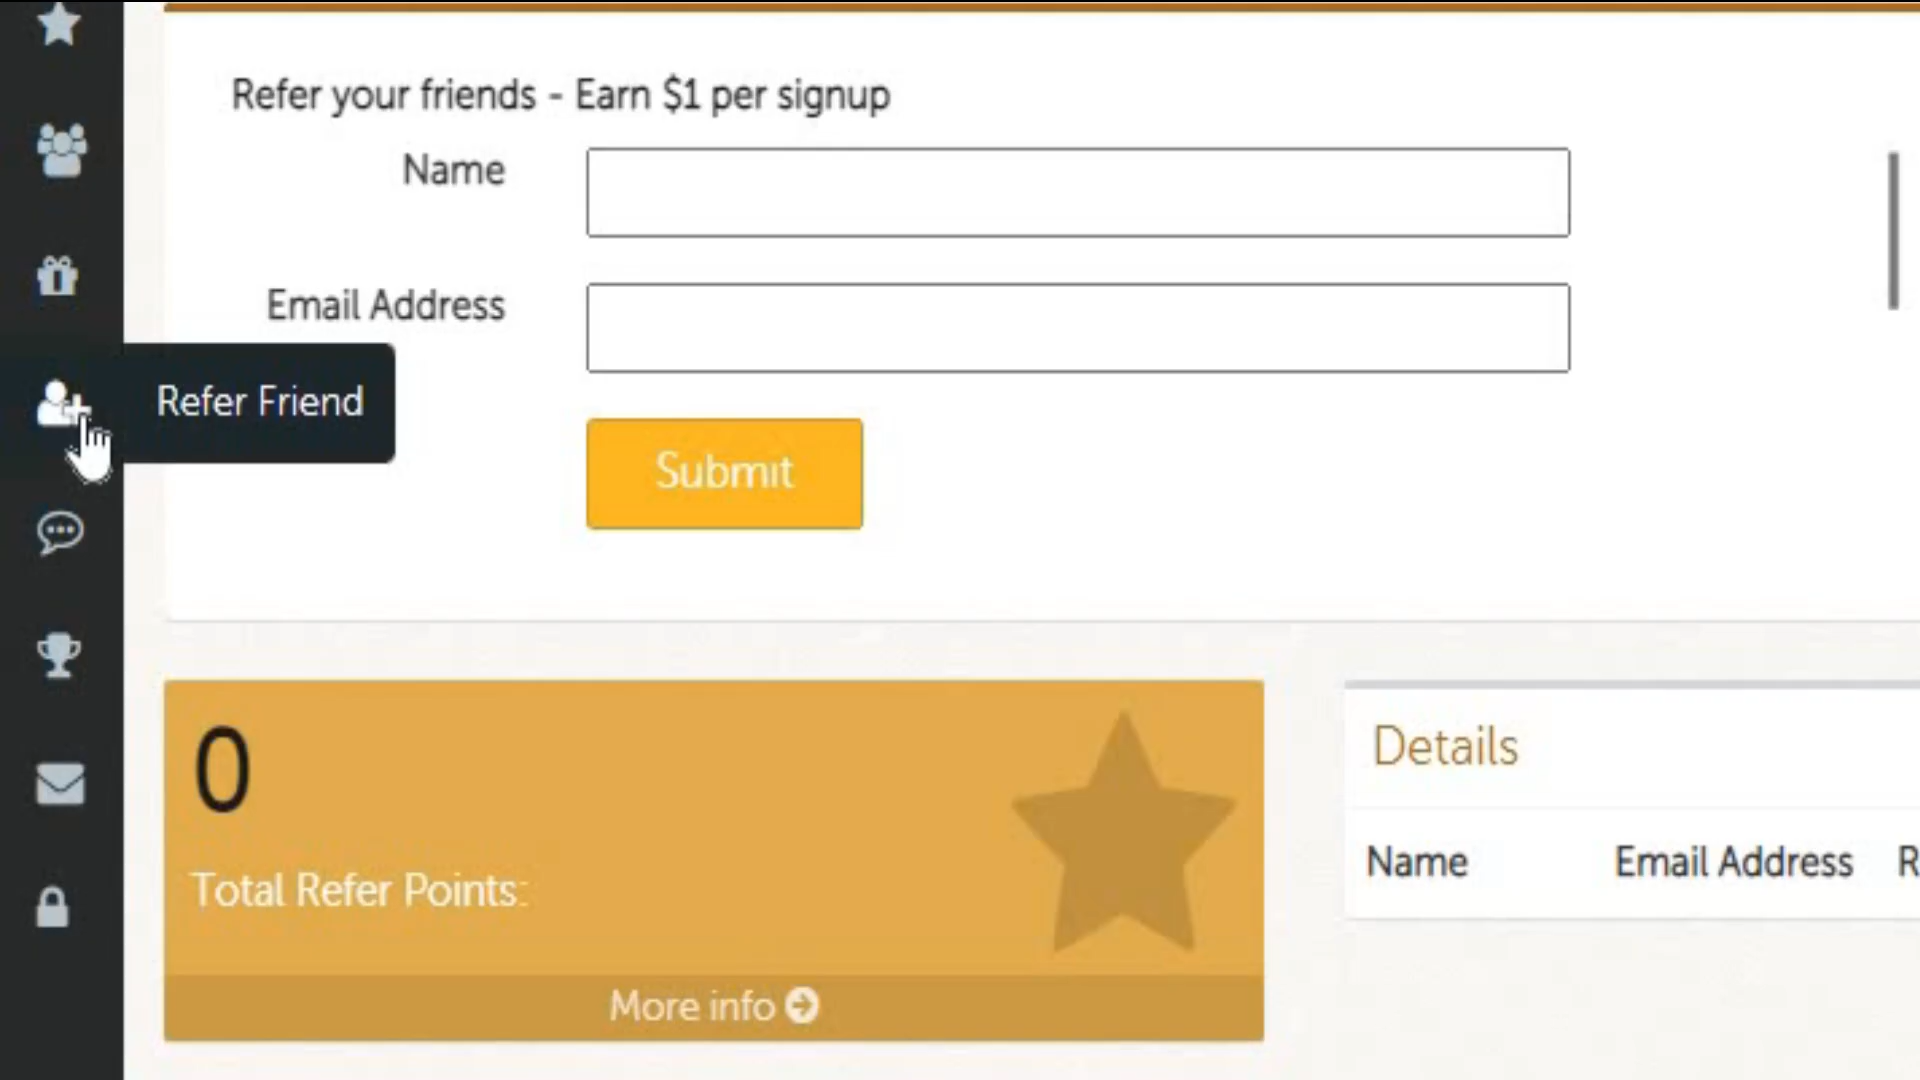 Refer your friends - Earn $1 per signup
Name
Email Address
Refer Friend
Submit
0
Total Refer Points:
More info
Details
Name Email Address R